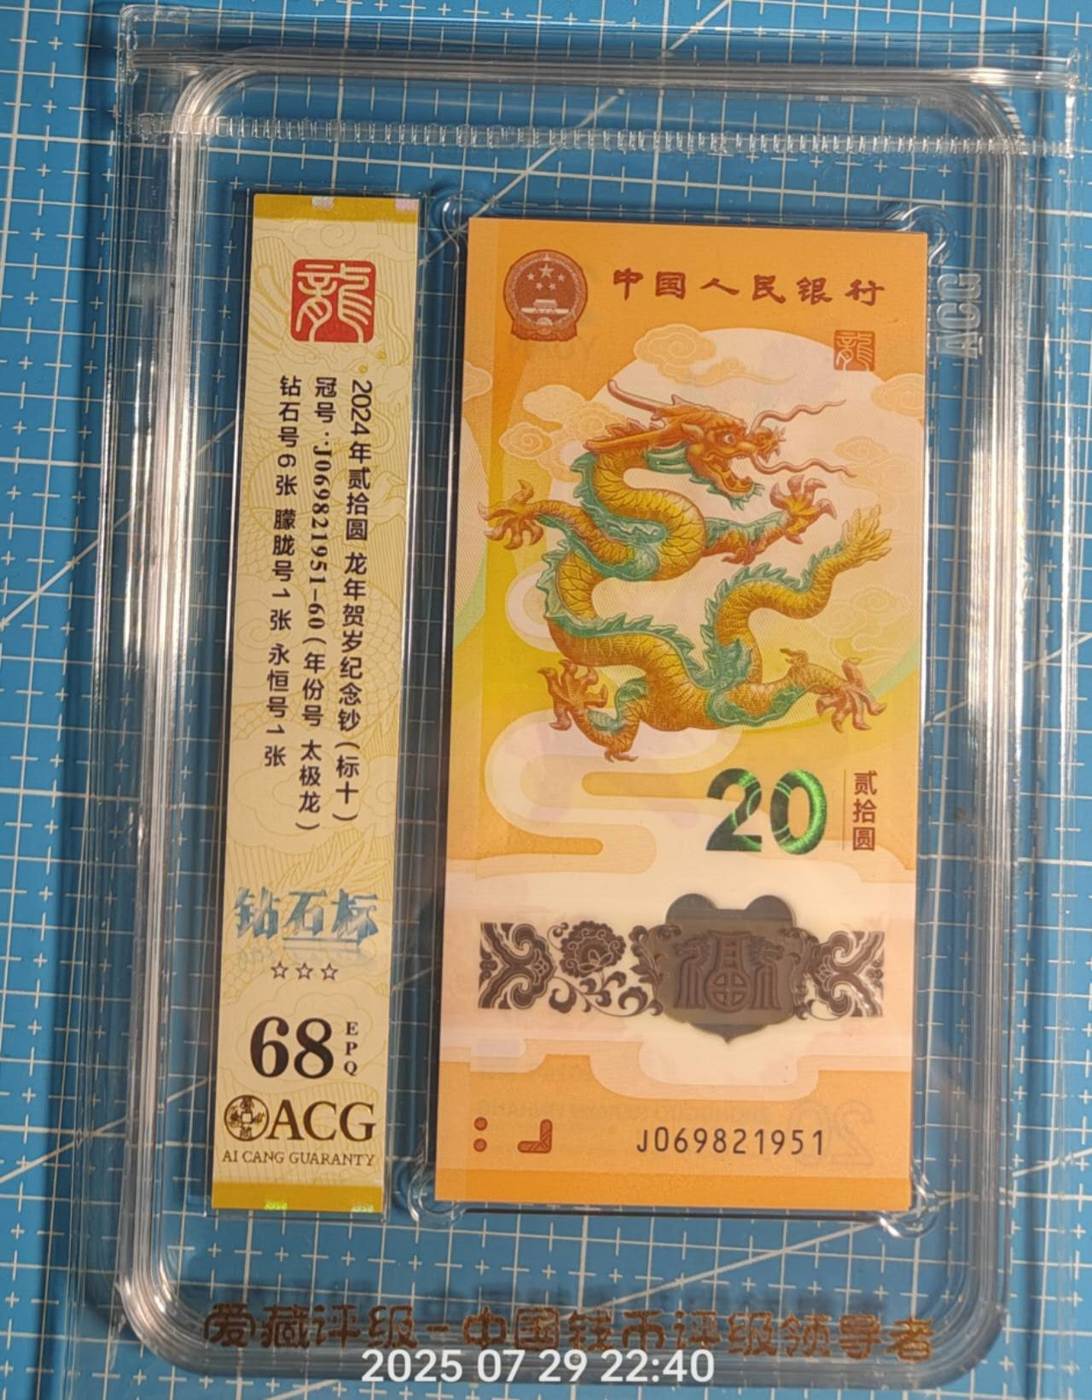 龍
2024年贰拾圆 龙年贺岁纪念钞(标十)
冠号:J069821951-60(年份号 太极龙)
钻石号6张 朦胧号1张 永恒号1张
钻石标
☆☆☆
68
EPQ
ACG
AI CANG GUARANTY
中国人民银行
龍
20
贰拾圆
福
J069821951
20
ACG
爱藏评级-中国钱币评级领导者
2025 07 29 22:40